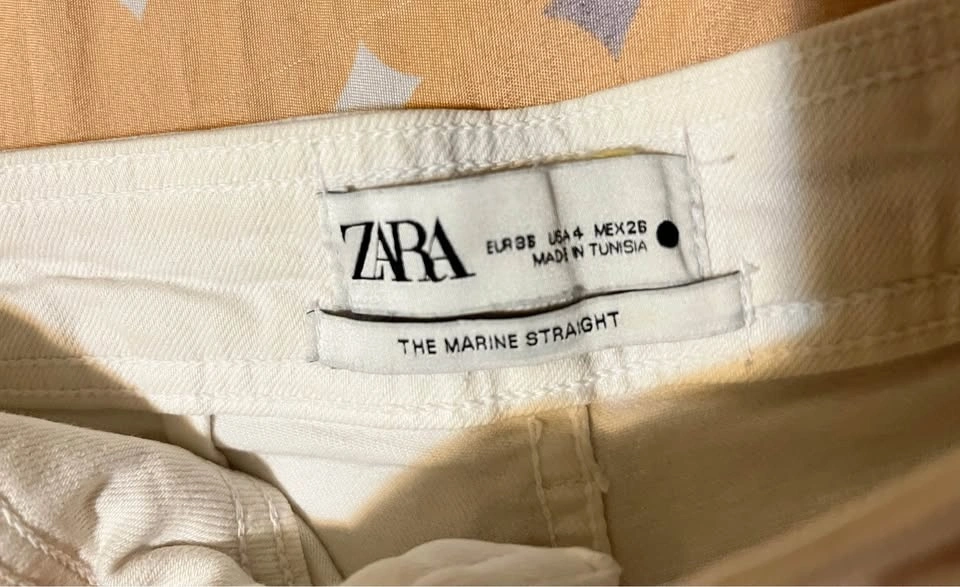 ZARA
EUR 36 USA 4 MEX 26
MADE IN TUNISIA
THE MARINE STRAIGHT